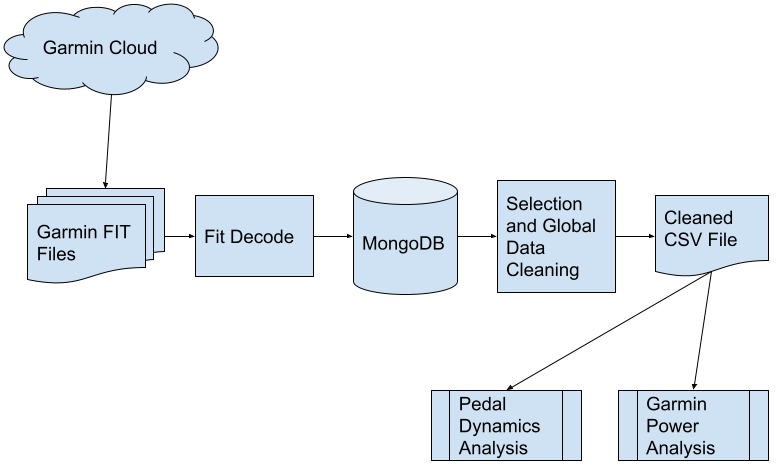 Garmin Cloud
Garmin FIT
Files
Fit Decode
MongoDB
Selection
and Global
Data
Cleaning
Cleaned
CSV File
Pedal
Dynamics
Analysis
Garmin
Power
Analysis